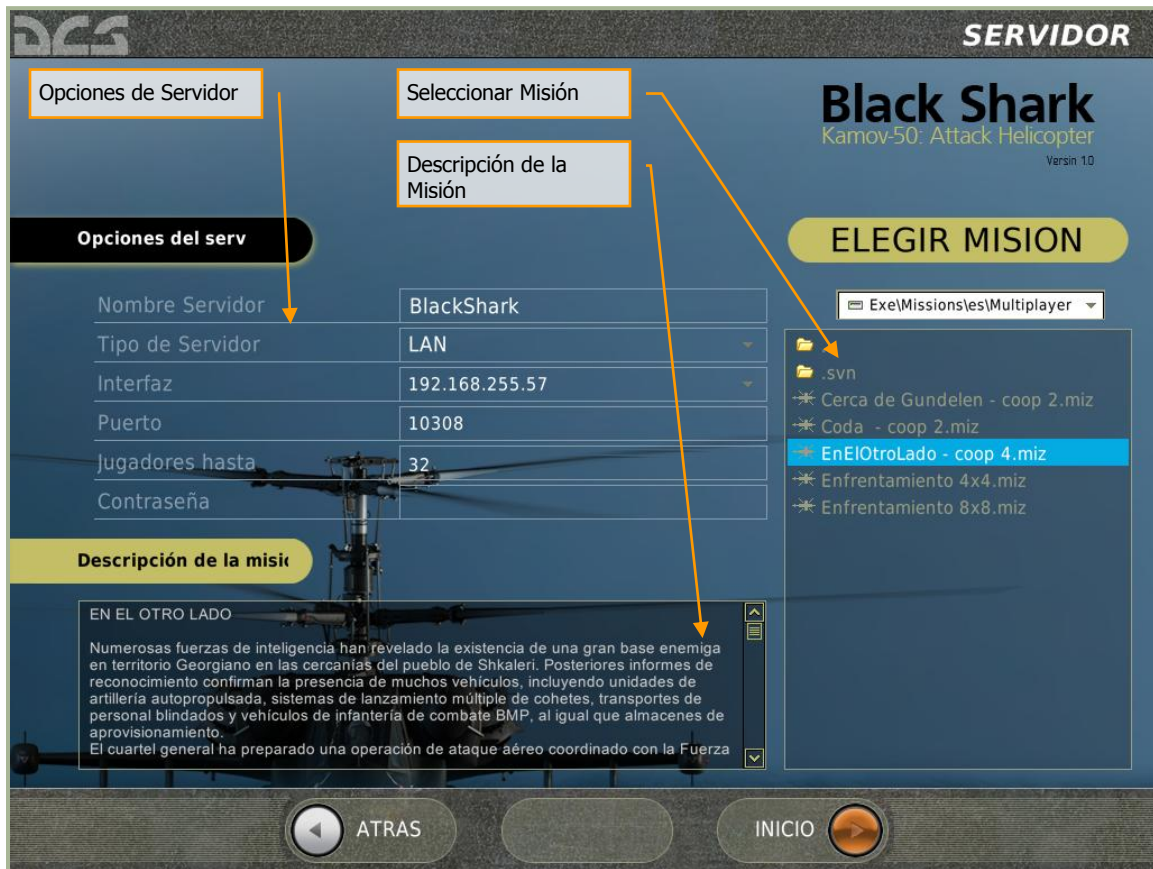 DCS
SERVIDOR
Opciones de Servidor
Seleccionar Misión
Descripción de la
Misión
Black Shark
Kamov-50: Attack Helicopter
Versin 1.0
Opciones del serv
ELEGIR MISION
Nombre Servidor
BlackShark
Exe\Missions\es\Multiplayer
Tipo de Servidor
LAN
Interfaz
192.168.255.57
Puerto
10308
Jugadores hasta
32
Contraseña
.svn
Cerca de Gundelen - coop 2.miz
Coda - coop 2.miz
EnElOtroLado - coop 4.miz
Enfrentamiento 4x4.miz
Enfrentamiento 8x8.miz
Descripción de la misi
EN EL OTRO LADO
Numerosas fuerzas de inteligencia han revelado la existencia de una gran base enemiga
en territorio Georgiano en las cercanías del pueblo de Shkaleri. Posteriores informes de
reconocimiento confirman la presencia de muchos vehículos, incluyendo unidades de
artillería autopropulsada, sistemas de lanzamiento múltiple de cohetes, transportes de
personal blindados y vehículos de infantería de combate BMP, al igual que almacenes de
aprovisionamiento.
El cuartel general ha preparado una operación de ataque aéreo coordinado con la Fuerza
ATRAS
INICIO